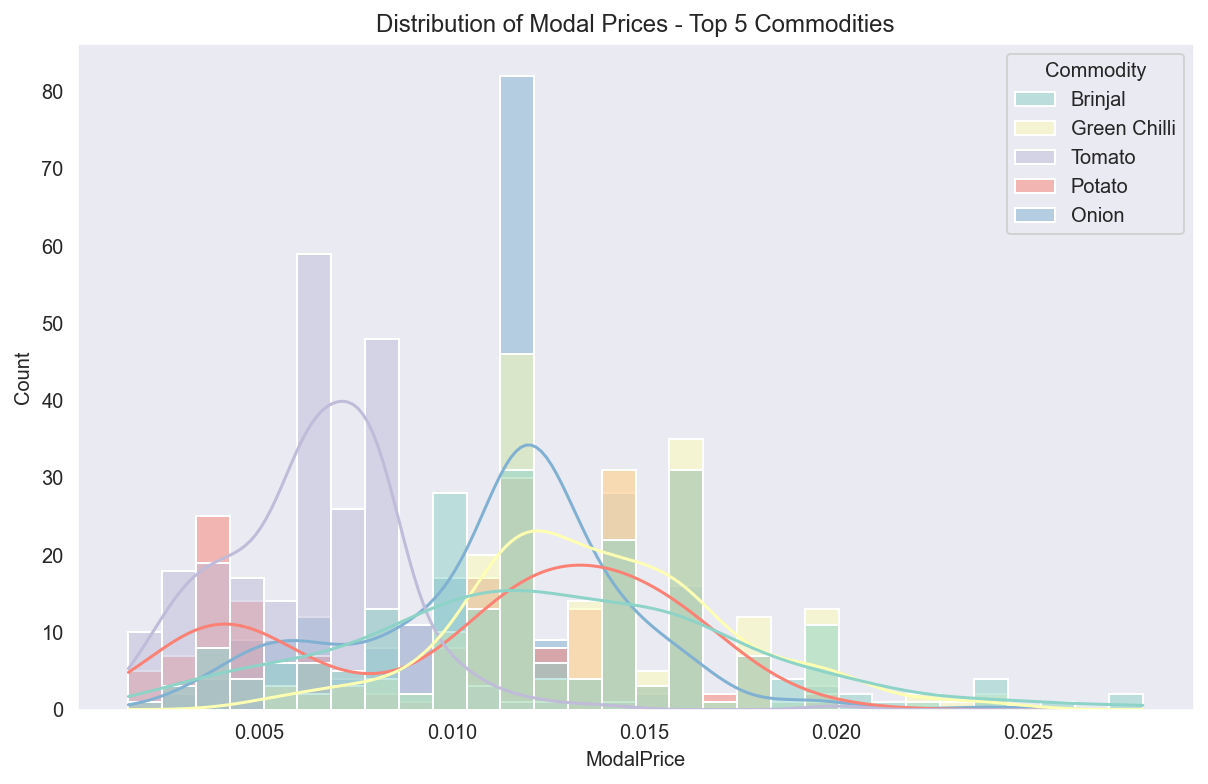 Distribution of Modal Prices - Top 5 Commodities
Commodity
Brinjal
Green Chilli
Tomato
Potato
Onion
80
70
60
50
40
30
20
10
0
Count
0.005 0.010 0.015 0.020 0.025
ModalPrice